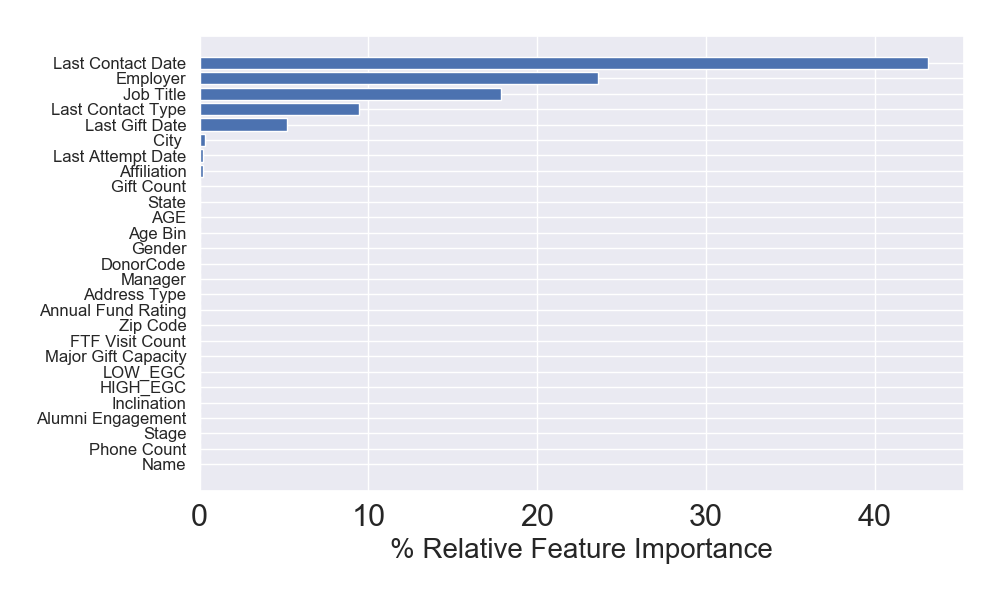 Last Contact Date
Employer
Job Title
Last Contact Type
Last Gift Date
City
Last Attempt Date
Affiliation
Gift Count
State
AGE
Age Bin
Gender
DonorCode
Manager
Address Type
Annual Fund Rating
Zip Code
FTF Visit Count
Major Gift Capacity
LOW_EGC
HIGH_EGC
Inclination
Alumni Engagement
Stage
Phone Count
Name
0 10 20 30 40
% Relative Feature Importance